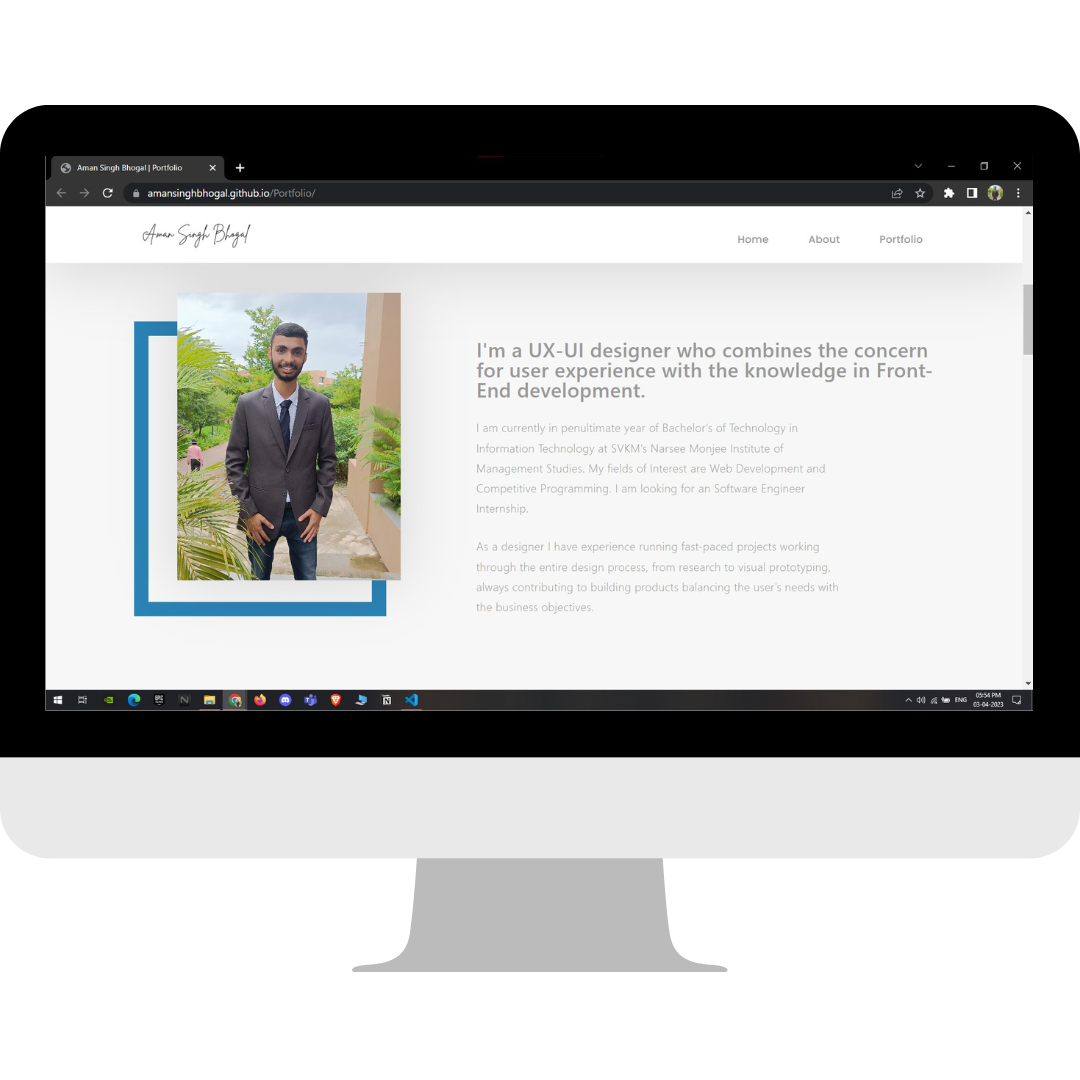 Aman Singh Bhogal | Portfolio
amansinghbhogal.github.io/Portfolio/
Aman Singh Bhogal
Home About Portfolio
I'm a UX-UI designer who combines the concern
for user experience with the knowledge in Front-
End development.
I am currently in penultimate year of Bachelor's of Technology in
Information Technology at SVKM's Narsee Monjee Institute of
Management Studies. My fields of Interest are Web Development and
Competitive Programming. I am looking for an Software Engineer
Internship.
As a designer I have experience running fast-paced projects working
through the entire design process, from research to visual prototyping,
always contributing to building products balancing the user's needs with
the business objectives.
ENG
05:54 PM
03-04-2023